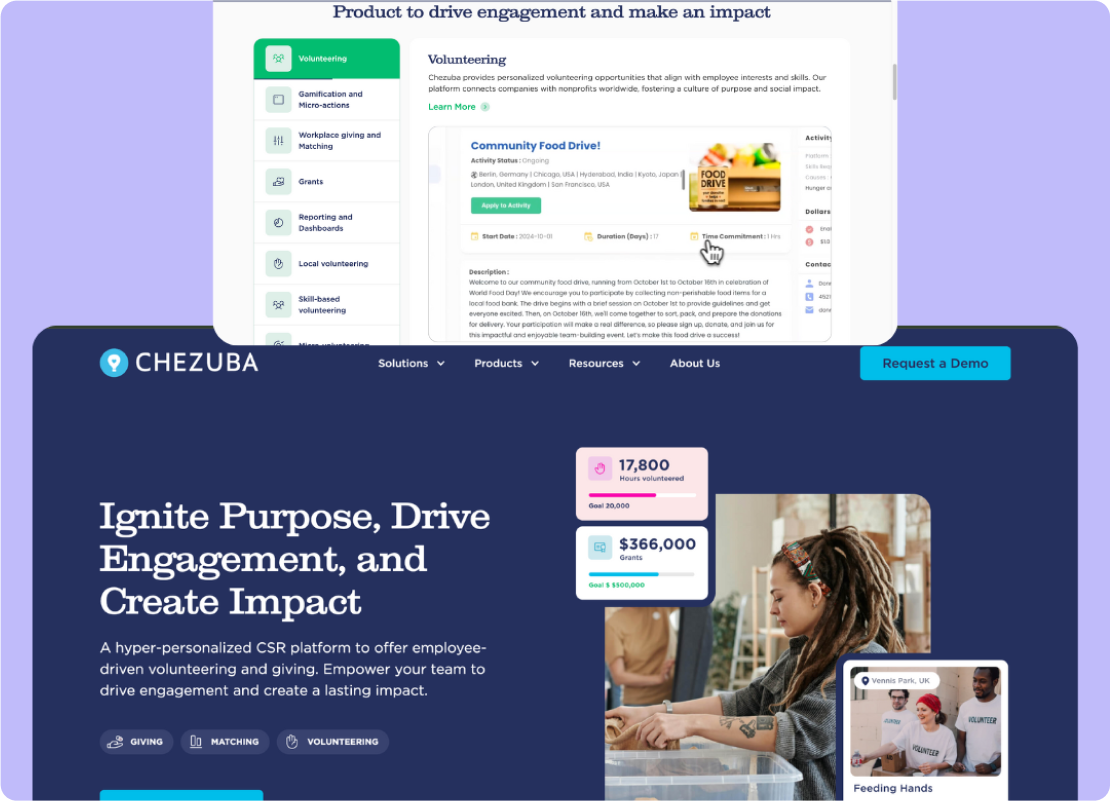 Product to drive engagement and make an impact
Volunteering
Gamification and
Micro-actions
Workplace giving and
Matching
Grants
Reporting and
Dashboards
Local volunteering
Skill-based
volunteering
Micro-volunteering
Volunteering
Chezuba provides personalized volunteering opportunities that align with employee interests and skills. Our
platform connects companies with nonprofits worldwide, fostering a culture of purpose and social impact.
Learn More
Community Food Drive!
Activity Status : Ongoing
Berlin, Germany | Chicago, USA | Hyderabad, India | Kyoto, Japan |
London, United Kingdom | San Francisco, USA
Apply to Activity
FOOD
DRIVE
Start Date : 2024-10-01
Duration (Days) : 17
Time Commitment : 1 hrs
Description :
Welcome to our community food drive, running from October 1st to October 16th in celebration of
World Food Day! We encourage you to participate by collecting non-perishable food items for a
local food bank. The drive begins with a brief session on October 1st to provide guidelines and get
everyone excited. Then, on October 16th, we'll come together to sort, pack, and prepare the donations
for delivery. Your participation will make a real difference, so please sign up, donate, and join us for
this impactful and enjoyable team-building event. Let's make this food drive a success!
Activity
Platform
Skills Req
Causes
Hunger a
Dollars
Contac
CHEZUBA
Solutions
Products
Resources
About Us
Request a Demo
Ignite Purpose, Drive
Engagement, and
Create Impact
A hyper-personalized CSR platform to offer employee-
driven volunteering and giving. Empower your team to
drive engagement and create a lasting impact.
GIVING
MATCHING
VOLUNTEERING
17,800
Hours volunteered
Goal 20,000
$366,000
Grants
Goal $ $500,000
Vennis Park, UK
VOLUNTEER
VOLUNTEER
Feeding Hands